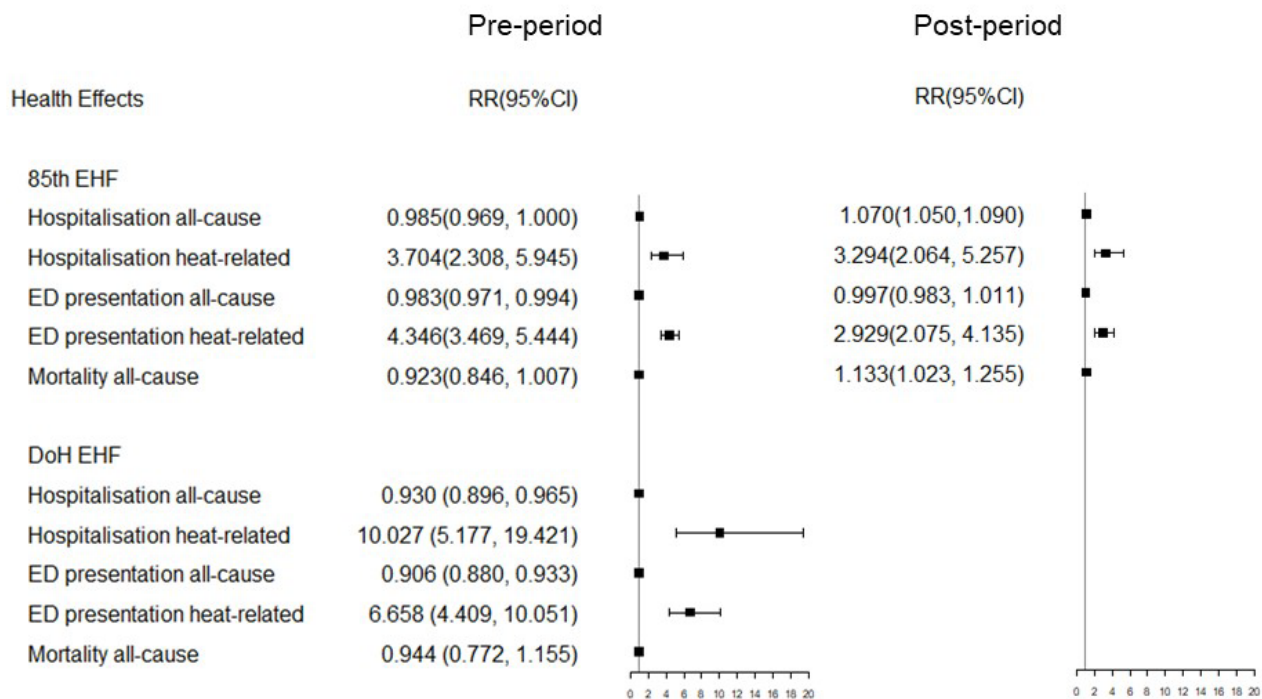 Pre-period Post-period
Health Effects RR(95%CI) RR(95%CI)
85th EHF
Hospitalisation all-cause 0.985(0.969, 1.000) 1.070(1.050,1.090)
Hospitalisation heat-related 3.704(2.308, 5.945) 3.294(2.064, 5.257)
ED presentation all-cause 0.983(0.971, 0.994) 0.997(0.983, 1.011)
ED presentation heat-related 4.346(3.469, 5.444) 2.929(2.075, 4.135)
Mortality all-cause 0.923(0.846, 1.007) 1.133(1.023, 1.255)
DoH EHF
Hospitalisation all-cause 0.930 (0.896, 0.965)
Hospitalisation heat-related 10.027 (5.177, 19.421)
ED presentation all-cause 0.906 (0.880, 0.933)
ED presentation heat-related 6.658 (4.409, 10.051)
Mortality all-cause 0.944 (0.772, 1.155)
0 2 4 6 8 10 12 14 16 18 20 0 2 4 6 8 10 12 14 16 18 20